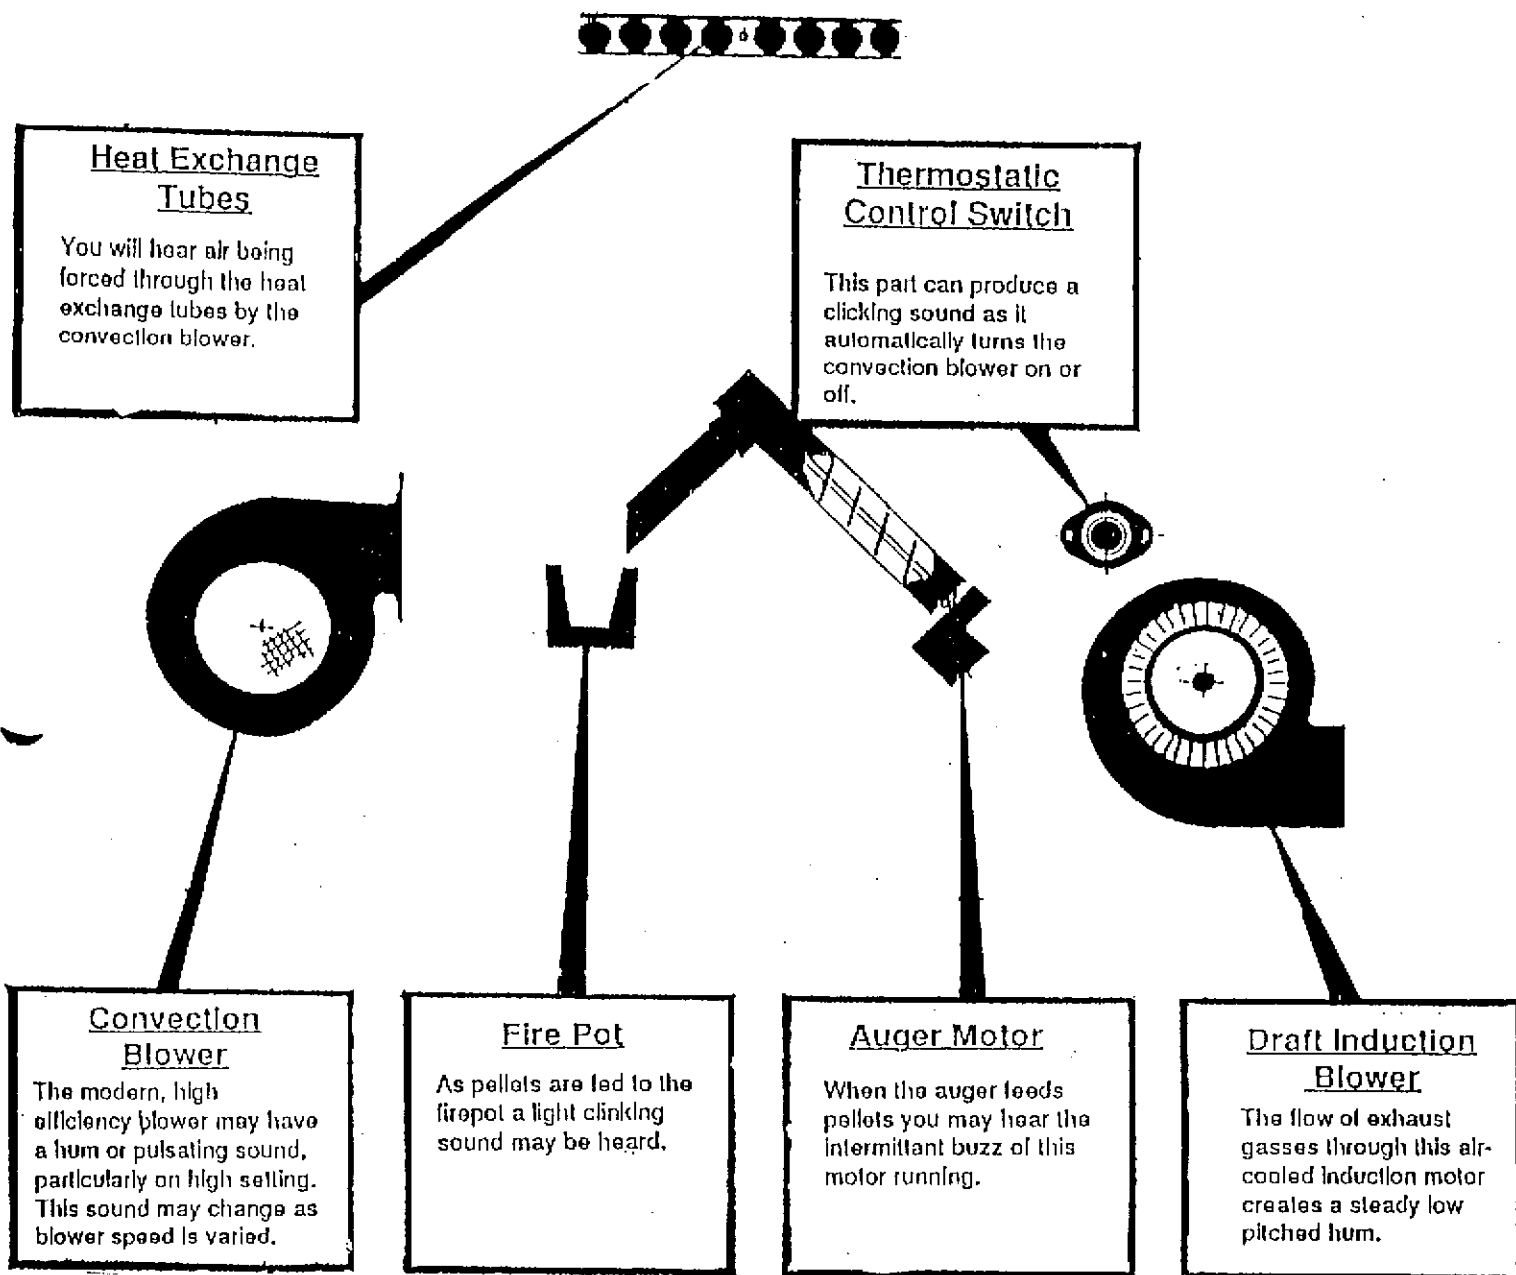 Heat Exchange
Tubes
You will hear air being
forced through the heat
exchange tubes by the
convection blower.
Thermostatic
Control Switch
This part can produce a
clicking sound as it
automatically turns the
convection blower on or
off.
Convection
Blower
The modern, high
efficiency blower may have
a hum or pulsating sound,
particularly on high setting.
This sound may change as
blower speed is varied.
Fire Pot
As pellets are fed to the
firepot a light clinking
sound may be heard.
Auger Motor
When the auger feeds
pellets you may hear the
intermittant buzz of this
motor running.
Draft Induction
Blower
The flow of exhaust
gasses through this air-
cooled induction motor
creates a steady low
pitched hum.